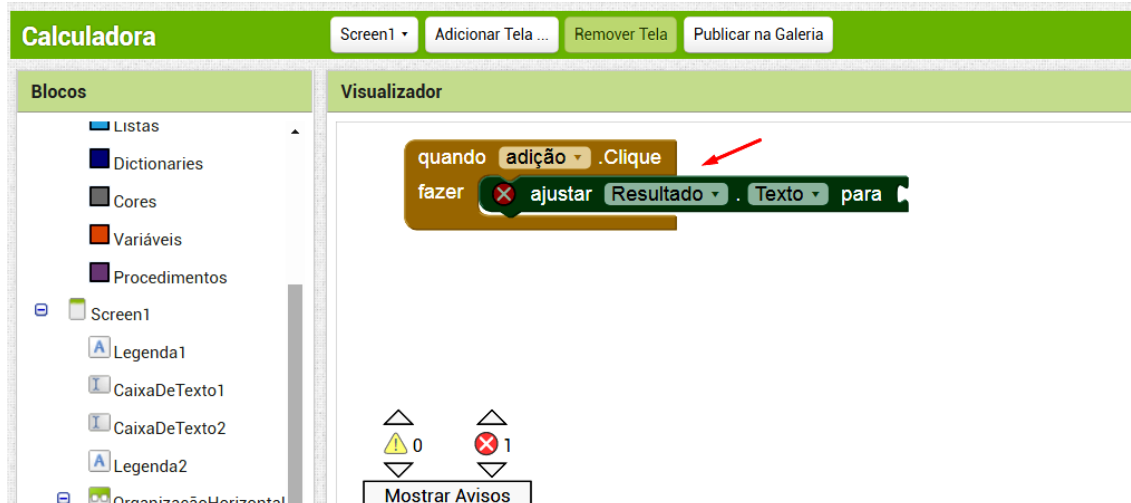 Calculadora
Screen1
Adicionar Tela ...
Remover Tela
Publicar na Galeria
Blocos
Visualizador
Listas
Dictionaries
Cores
Variáveis
Procedimentos
Screen1
Legenda1
CaixaDeTexto1
CaixaDeTexto2
Legenda2
OrganizaçãoHorizontal
quando adição .Clique
fazer ajustar Resultado . Texto para
0 1
Mostrar Avisos